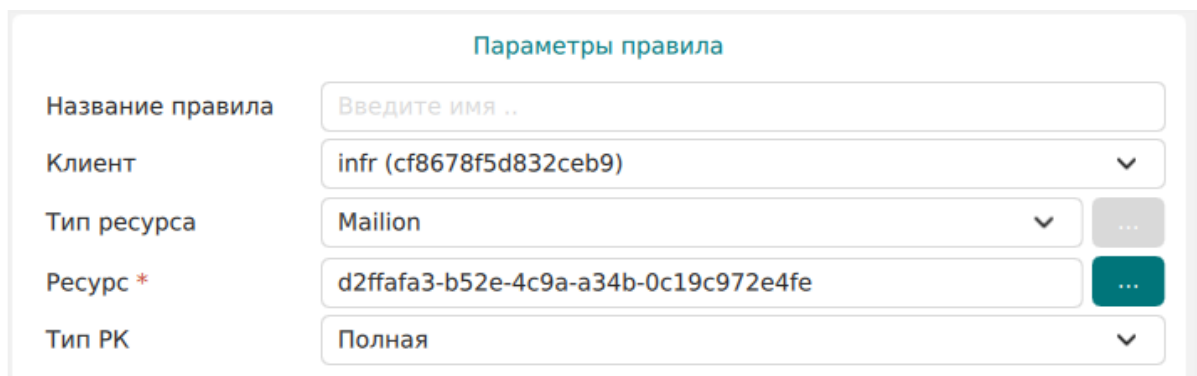 Параметры правила
Название правила Введите имя ..
Клиент infr (cf8678f5d832ceb9)
Тип ресурса Mailion ...
Ресурс * d2ffafa3-b52e-4c9a-a34b-0c19c972e4fe ...
Тип РК Полная